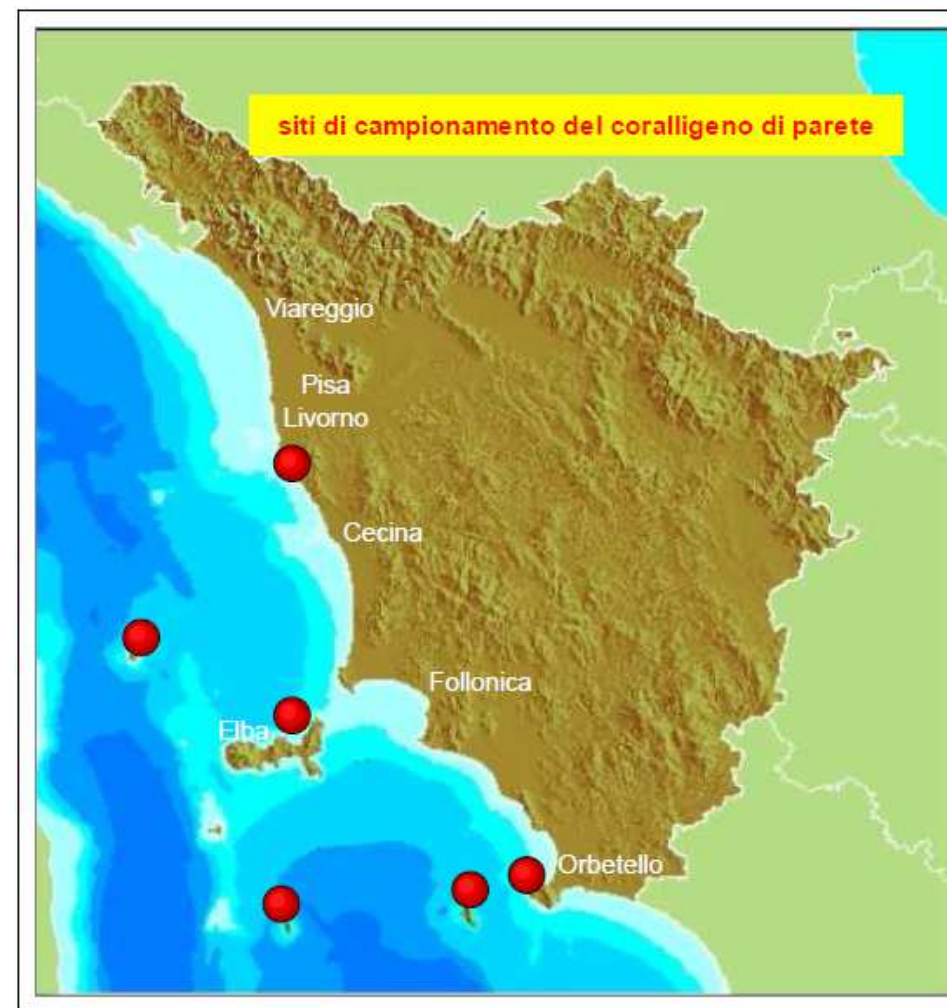 siti di campionamento del coralligeno di parete
Viareggio
Pisa
Livorno
Cecina
Follonica
Elba
Orbetello